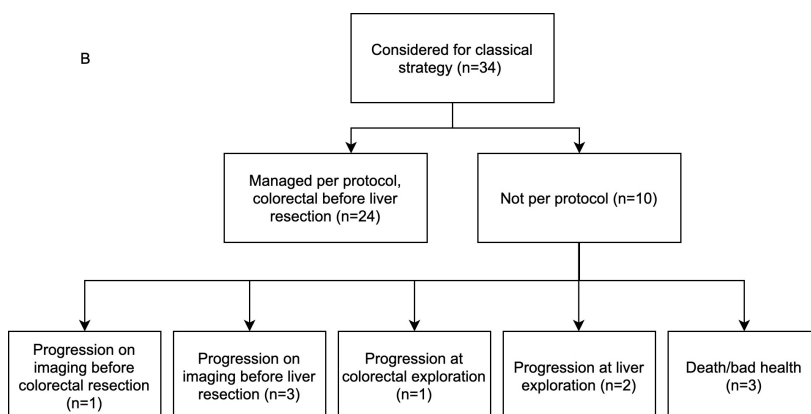 B
Considered for classical
strategy (n=34)
Managed per protocol,
colorectal before liver
resection (n=24)
Not per protocol (n=10)
Progression on
imaging before
colorectal resection
(n=1)
Progression on
imaging before liver
resection (n=3)
Progression at
colorectal exploration
(n=1)
Progression at liver
exploration (n=2)
Death/bad health
(n=3)